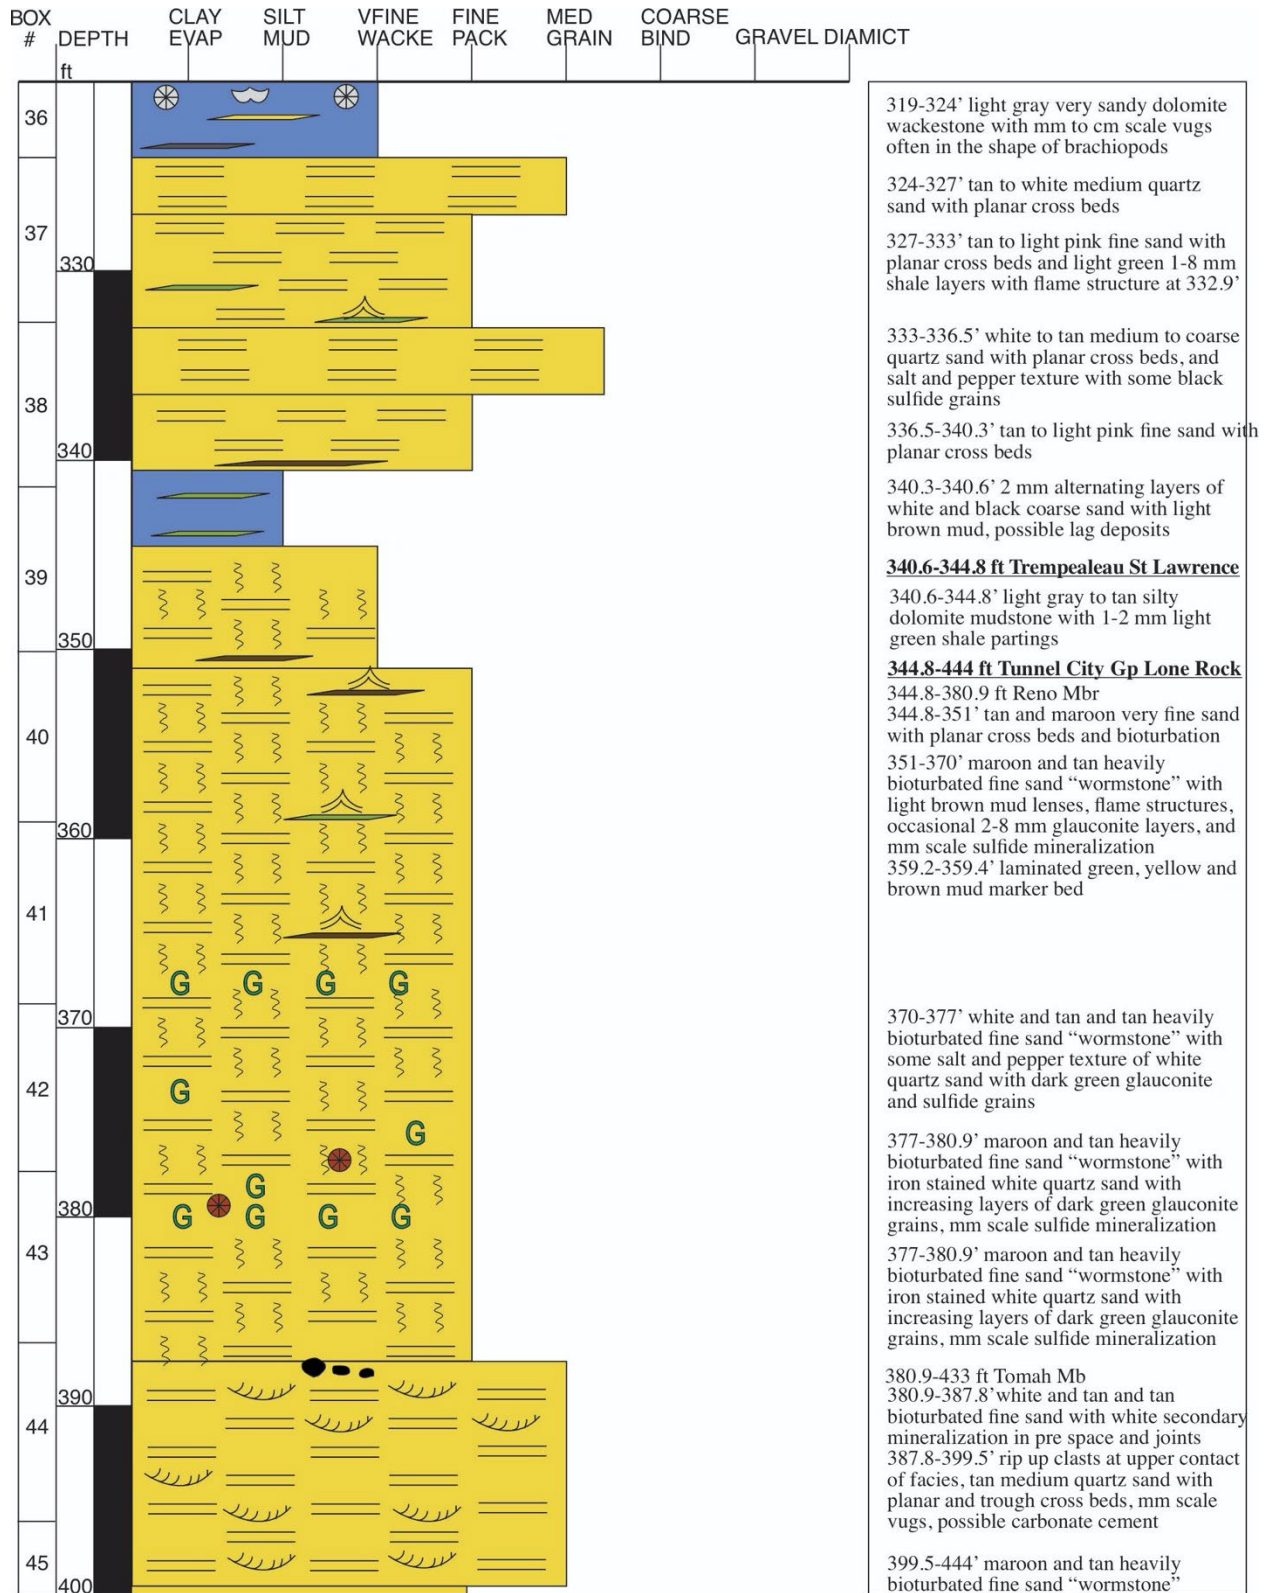 BOX CLAY SILT VFINE FINE MED COARSE
# DEPTH EVAP MUD WACKE PACK GRAIN BIND GRAVEL DIAMICT
ft
36
37
330
38
340
39
350
40
360
41
G G G G
370
42
G
G
G
380
G G G G
43
390
44
45
400
319-324’ light gray very sandy dolomite
wackestone with mm to cm scale vugs
often in the shape of brachiopods
324-327’ tan to white medium quartz
sand with planar cross beds
327-333’ tan to light pink fine sand with
planar cross beds and light green 1-8 mm
shale layers with flame structure at 332.9’
333-336.5’ white to tan medium to coarse
quartz sand with planar cross beds, and
salt and pepper texture with some black
sulfide grains
336.5-340.3’ tan to light pink fine sand with
planar cross beds
340.3-340.6’ 2 mm alternating layers of
white and black coarse sand with light
brown mud, possible lag deposits
340.6-344.8 ft Trempealeau St Lawrence
340.6-344.8’ light gray to tan silty
dolomite mudstone with 1-2 mm light
green shale partings
344.8-444 ft Tunnel City Gp Lone Rock
344.8-380.9 ft Reno Mbr
344.8-351’ tan and maroon very fine sand
with planar cross beds and bioturbation
351-370’ maroon and tan heavily
bioturbated fine sand “wormstone” with
light brown mud lenses, flame structures,
occasional 2-8 mm glauconite layers, and
mm scale sulfide mineralization
359.2-359.4’ laminated green, yellow and
brown mud marker bed
370-377’ white and tan and tan heavily
bioturbated fine sand “wormstone” with
some salt and pepper texture of white
quartz sand with dark green glauconite
and sulfide grains
377-380.9’ maroon and tan heavily
bioturbated fine sand “wormstone” with
iron stained white quartz sand with
increasing layers of dark green glauconite
grains, mm scale sulfide mineralization
377-380.9’ maroon and tan heavily
bioturbated fine sand “wormstone” with
iron stained white quartz sand with
increasing layers of dark green glauconite
grains, mm scale sulfide mineralization
380.9-433 ft Tomah Mb
380.9-387.8’white and tan and tan
bioturbated fine sand with white secondary
mineralization in pre space and joints
387.8-399.5’ rip up clasts at upper contact
of facies, tan medium quartz sand with
planar and trough cross beds, mm scale
vugs, possible carbonate cement
399.5-444’ maroon and tan heavily
bioturbated fine sand “wormstone”